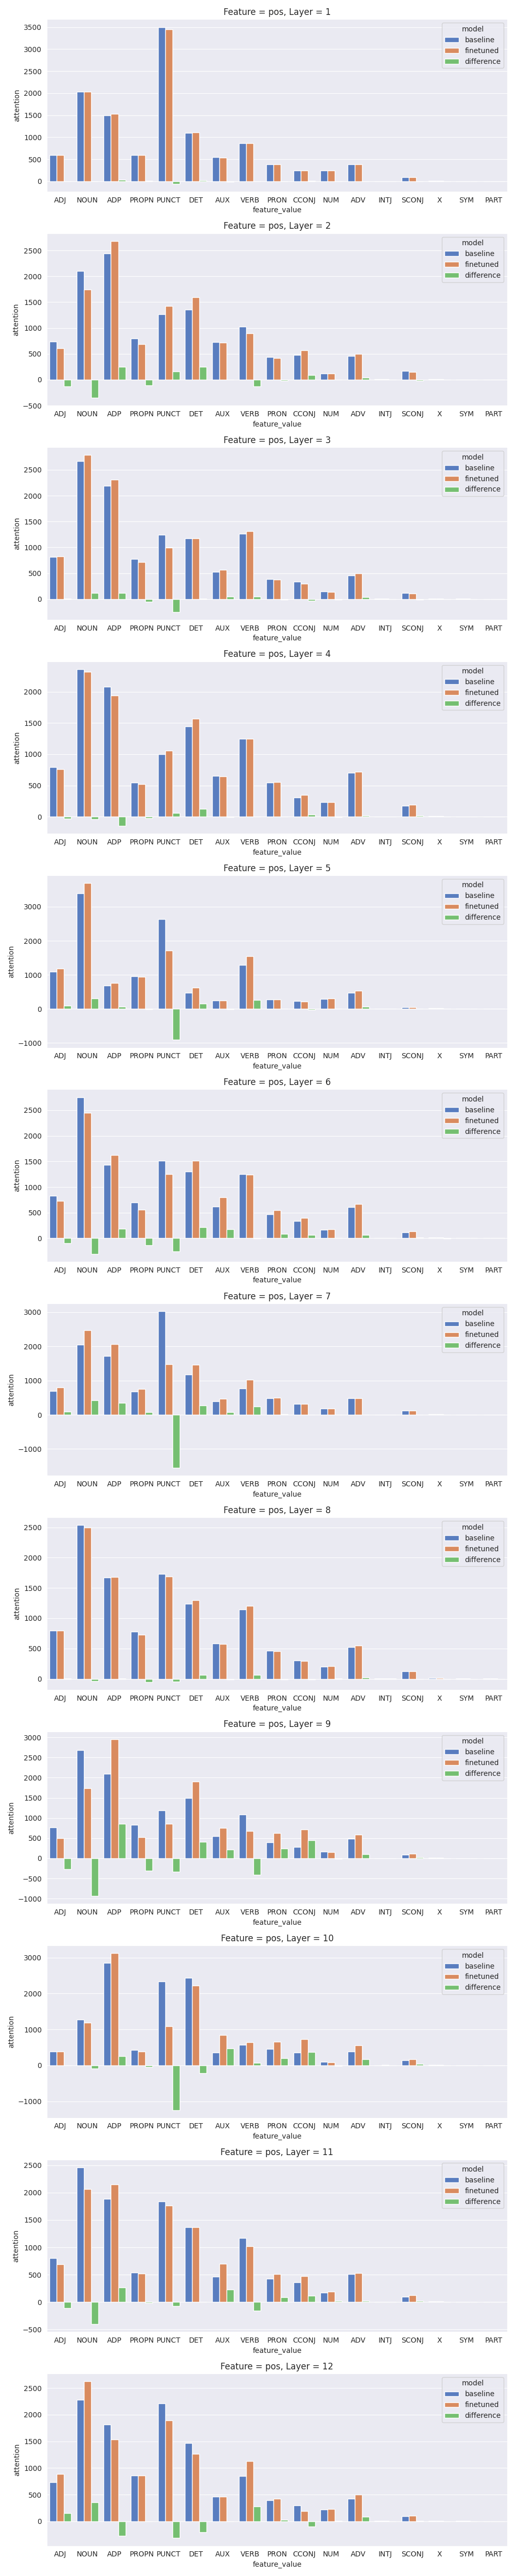 Feature = pos, Layer = 1
model
baseline
finetuned
difference
3500
3000
2500
2000
1500
1000
500
0
attention
ADJ NOUN ADP PROPN PUNCT DET AUX VERB PRON CCONJ NUM ADV INTJ SCONJ X SYM PART
feature_value
Feature = pos, Layer = 2
model
baseline
finetuned
difference
2500
2000
1500
1000
500
0
−500
attention
ADJ NOUN ADP PROPN PUNCT DET AUX VERB PRON CCONJ NUM ADV INTJ SCONJ X SYM PART
feature_value
Feature = pos, Layer = 3
model
baseline
finetuned
difference
2500
2000
1500
1000
500
0
attention
ADJ NOUN ADP PROPN PUNCT DET AUX VERB PRON CCONJ NUM ADV INTJ SCONJ X SYM PART
feature_value
Feature = pos, Layer = 4
model
baseline
finetuned
difference
2000
1500
1000
500
0
attention
ADJ NOUN ADP PROPN PUNCT DET AUX VERB PRON CCONJ NUM ADV INTJ SCONJ X SYM PART
feature_value
Feature = pos, Layer = 5
model
baseline
finetuned
difference
3000
2000
1000
0
−1000
attention
ADJ NOUN ADP PROPN PUNCT DET AUX VERB PRON CCONJ NUM ADV INTJ SCONJ X SYM PART
feature_value
Feature = pos, Layer = 6
model
baseline
finetuned
difference
2500
2000
1500
1000
500
0
attention
ADJ NOUN ADP PROPN PUNCT DET AUX VERB PRON CCONJ NUM ADV INTJ SCONJ X SYM PART
feature_value
Feature = pos, Layer = 7
model
baseline
finetuned
difference
3000
2000
1000
0
−1000
attention
ADJ NOUN ADP PROPN PUNCT DET AUX VERB PRON CCONJ NUM ADV INTJ SCONJ X SYM PART
feature_value
Feature = pos, Layer = 8
model
baseline
finetuned
difference
2500
2000
1500
1000
500
0
attention
ADJ NOUN ADP PROPN PUNCT DET AUX VERB PRON CCONJ NUM ADV INTJ SCONJ X SYM PART
feature_value
Feature = pos, Layer = 9
model
baseline
finetuned
difference
3000
2500
2000
1500
1000
500
0
−500
−1000
attention
ADJ NOUN ADP PROPN PUNCT DET AUX VERB PRON CCONJ NUM ADV INTJ SCONJ X SYM PART
feature_value
Feature = pos, Layer = 10
model
baseline
finetuned
difference
3000
2000
1000
0
−1000
attention
ADJ NOUN ADP PROPN PUNCT DET AUX VERB PRON CCONJ NUM ADV INTJ SCONJ X SYM PART
feature_value
Feature = pos, Layer = 11
model
baseline
finetuned
difference
2500
2000
1500
1000
500
0
−500
attention
ADJ NOUN ADP PROPN PUNCT DET AUX VERB PRON CCONJ NUM ADV INTJ SCONJ X SYM PART
feature_value
Feature = pos, Layer = 12
model
baseline
finetuned
difference
2500
2000
1500
1000
500
0
attention
ADJ NOUN ADP PROPN PUNCT DET AUX VERB PRON CCONJ NUM ADV INTJ SCONJ X SYM PART
feature_value